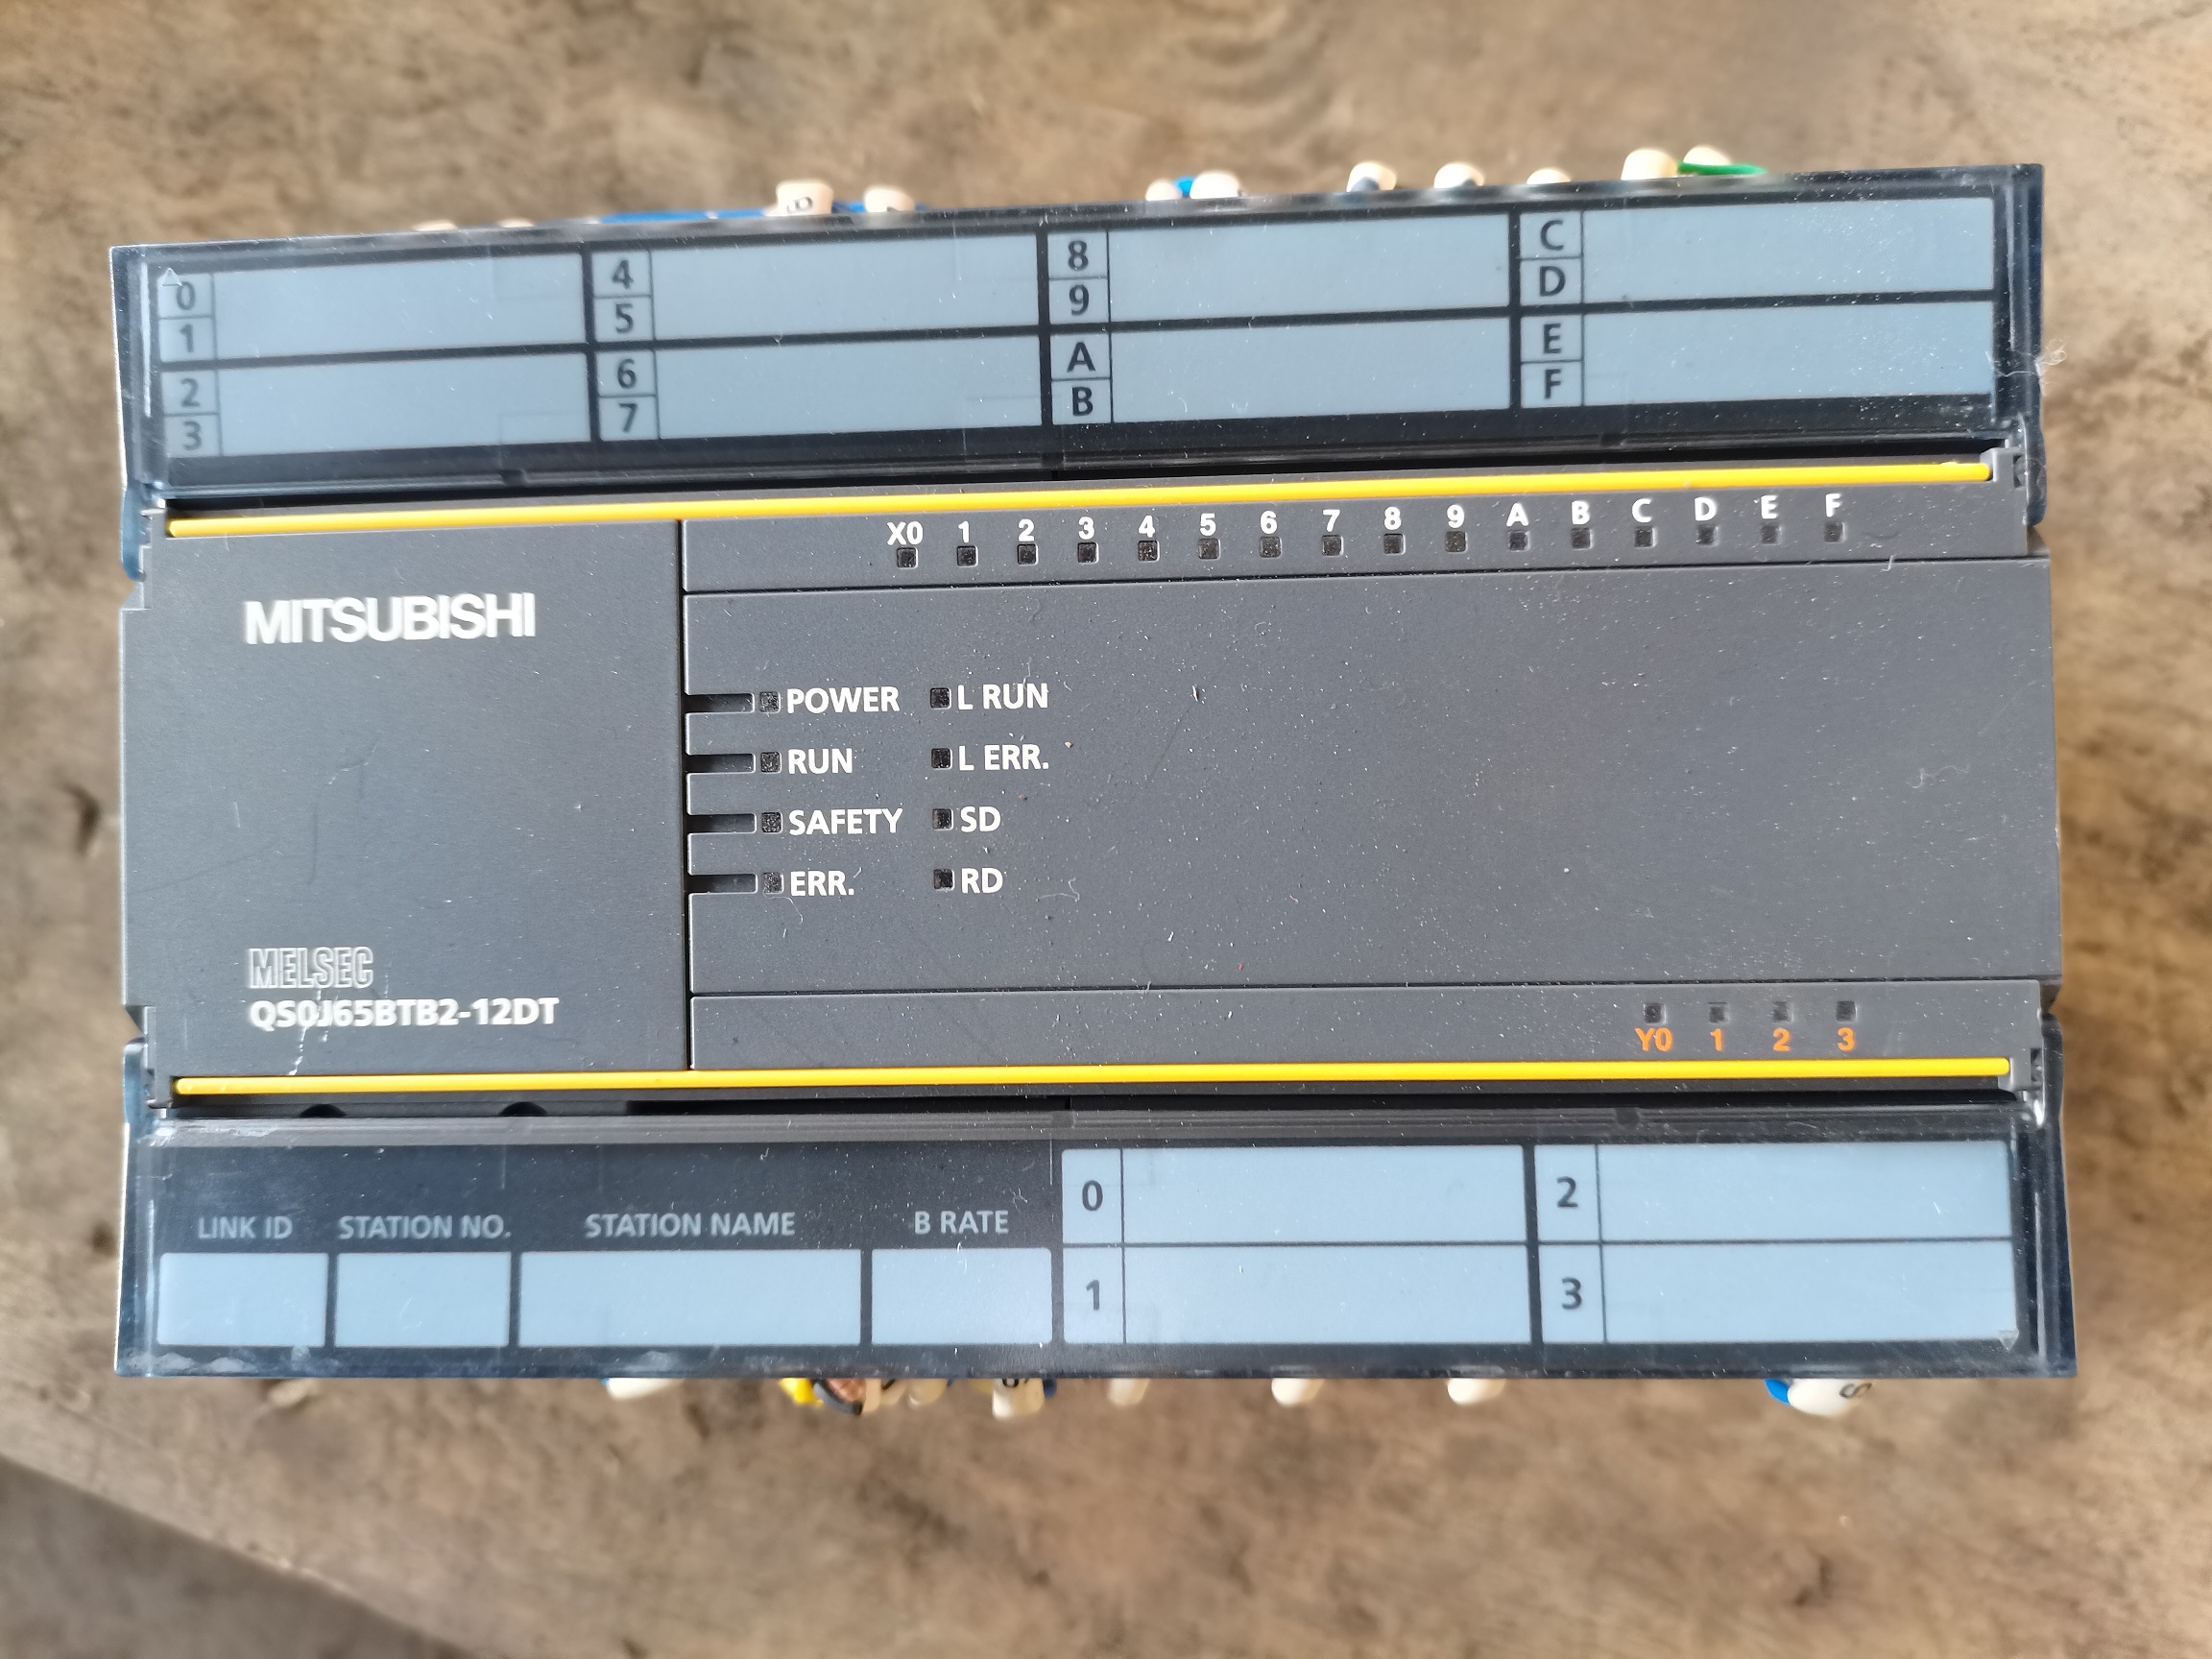 0 4 8 C
1 5 9 D
2 6 A E
3 7 B F
X0 1 2 3 4 5 6 7 8 9 A B C D E F
MITSUBISHI
POWER L RUN
RUN L ERR.
SAFETY SD
ERR. RD
MELSEC
QS0J65BTB2-12DT
Y0 1 2 3
LINK ID STATION NO. STATION NAME B RATE
0 2
1 3